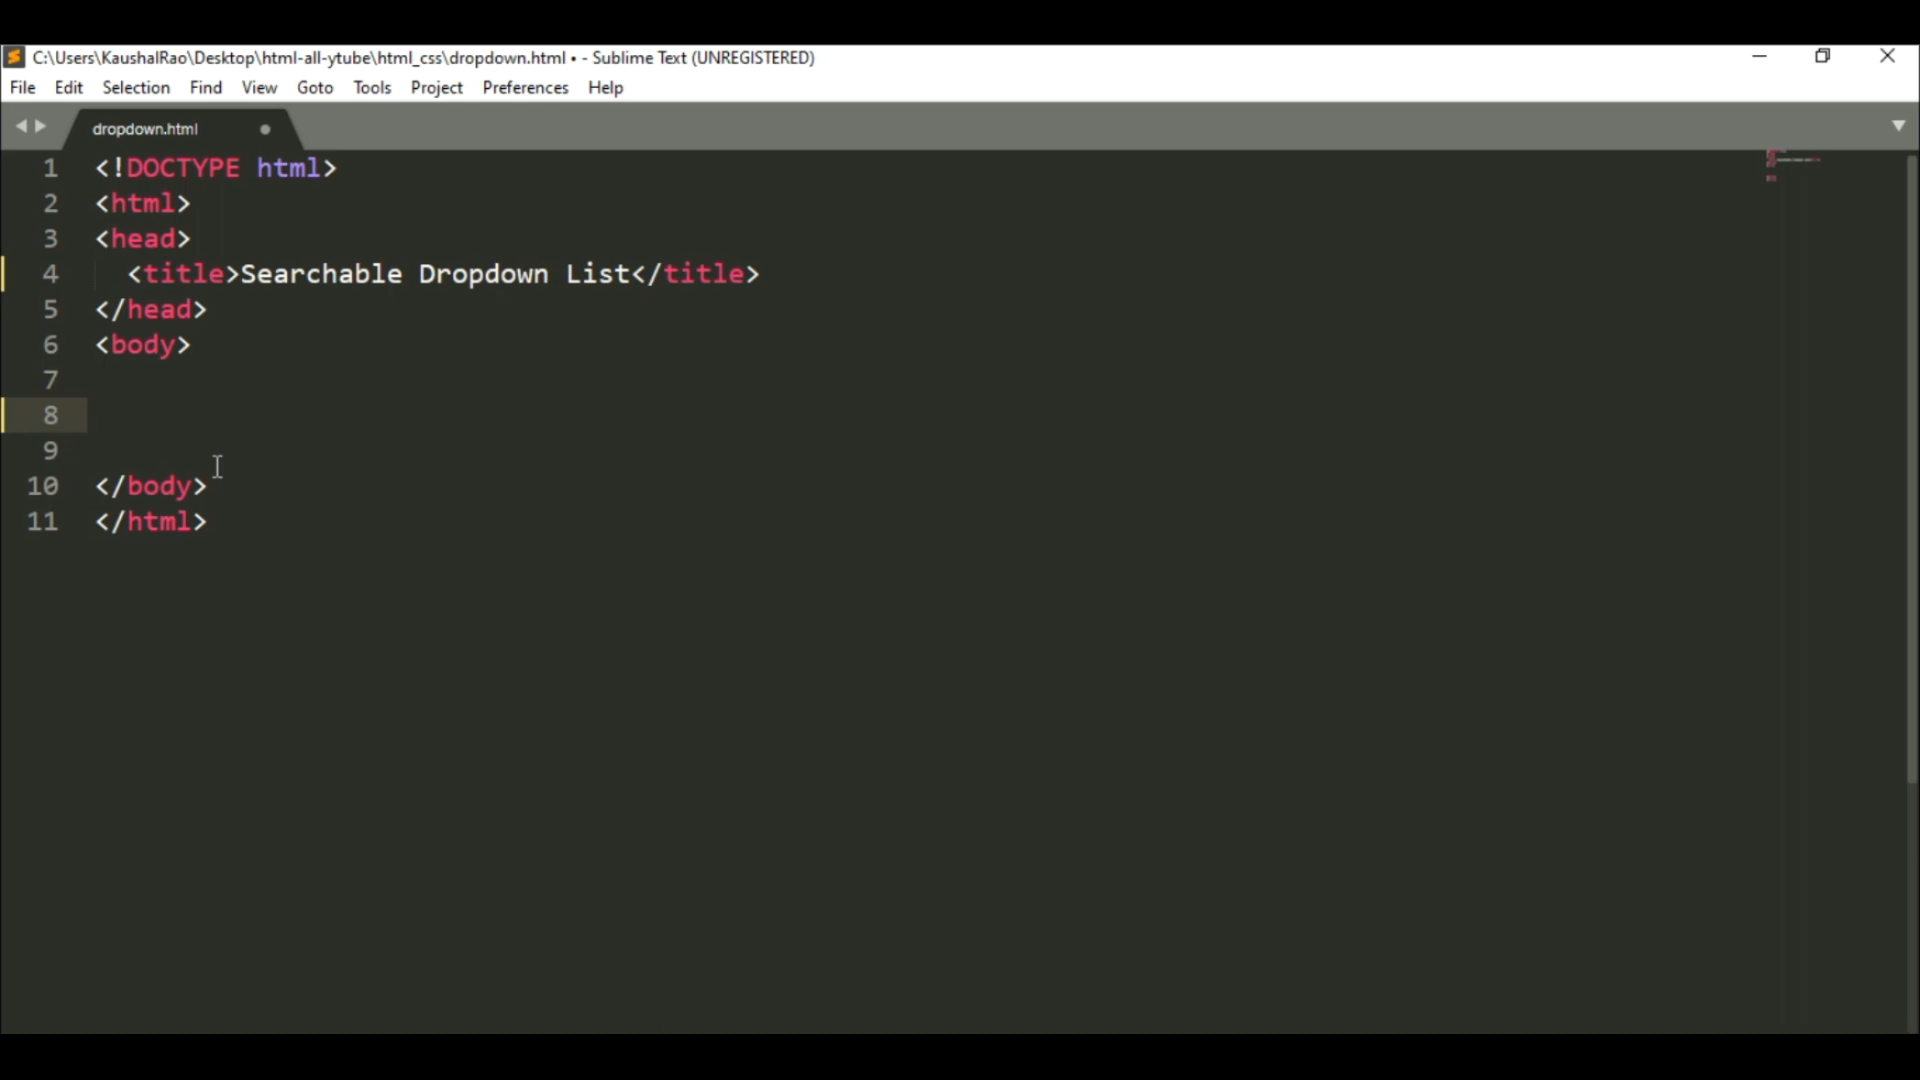 C:\Users\KaushalRao\Desktop\html-all-ytube\html_css\dropdown.html • - Sublime Text (UNREGISTERED)
File Edit Selection Find View Goto Tools Project Preferences Help
dropdown.html
1 <!DOCTYPE html>
2 <html>
3 <head>
4 <title>Searchable Dropdown List</title>
5 </head>
6 <body>
7
8
9
10 </body>
11 </html>